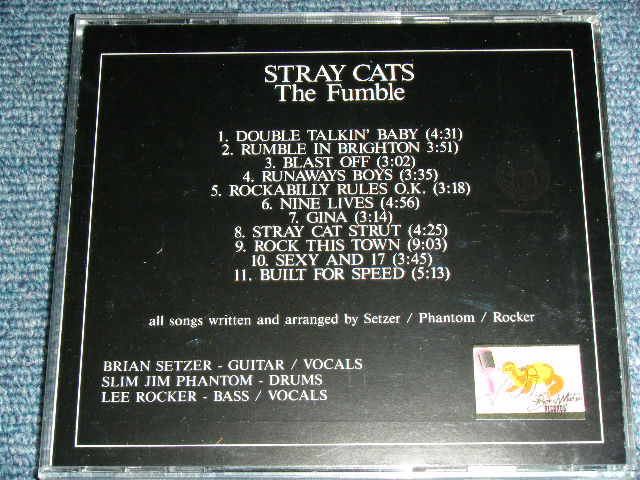 STRAY CATS
The Fumble
1. DOUBLE TALKIN' BABY (4:31)
2. RUMBLE IN BRIGHTON 3:51)
3. BLAST OFF (3:02)
4. RUNAWAYS BOYS (3:35)
5. ROCKABILLY RULES O.K. (3:18)
6. NINE LIVES (4:56)
7. GINA (3:14)
8. STRAY CAT STRUT (4:25)
9. ROCK THIS TOWN (9:03)
10. SEXY AND 17 (3:45)
11. BUILT FOR SPEED (5:13)
all songs written and arranged by Setzer / Phantom / Rocker
BRIAN SETZER - GUITAR / VOCALS
SLIM JIM PHANTOM - DRUMS
LEE ROCKER - BASS / VOCALS
RECORDS